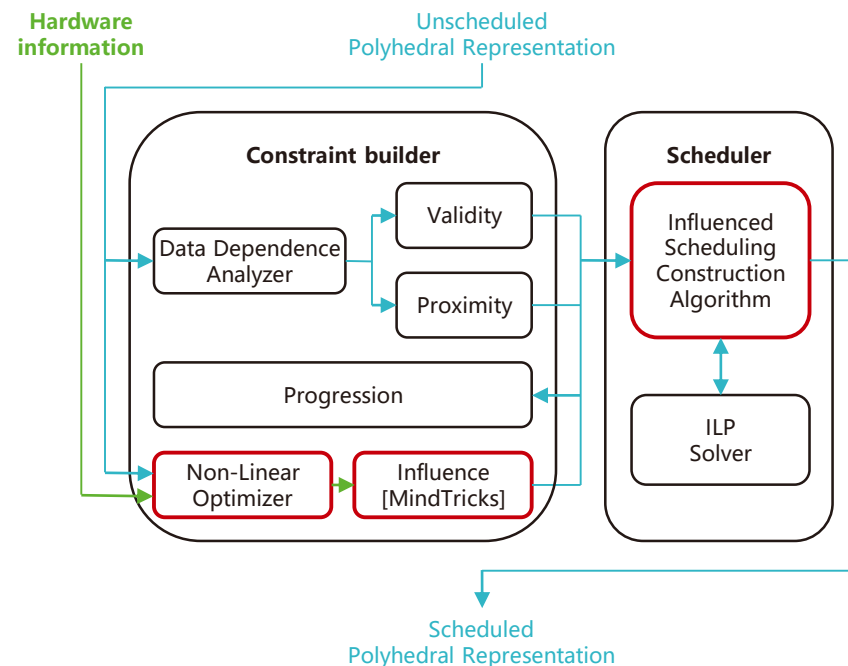 Hardware
information
Unscheduled
Polyhedral Representation
Constraint builder
Data Dependence
Analyzer
Validity
Proximity
Progression
Non-Linear
Optimizer
Influence
[MindTricks]
Scheduler
Influenced
Scheduling
Construction
Algorithm
ILP
Solver
Scheduled
Polyhedral Representation